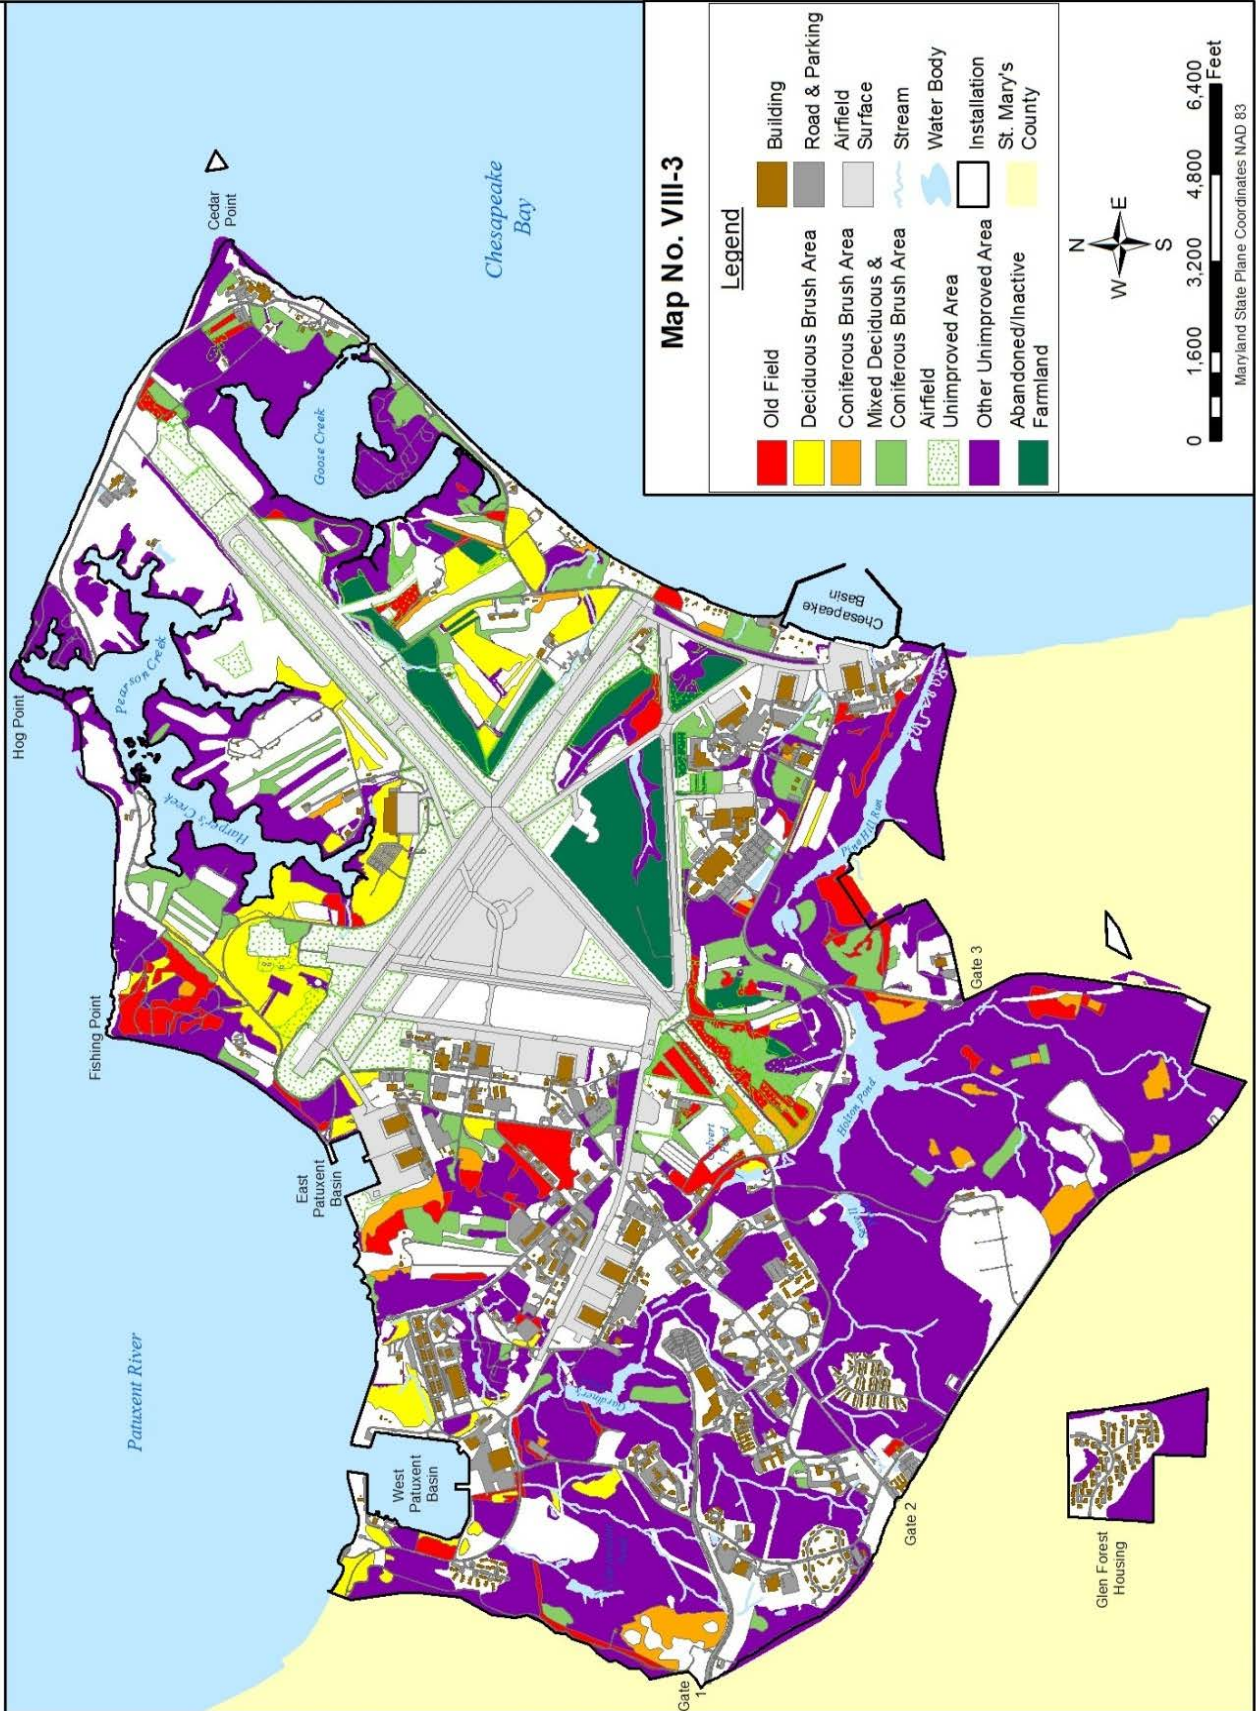 Hog Point
Fishing Point
Cedar
Point
Chesapeake
Bay
Patuxent River
Pearson Creek
Harper's Creek
Goose Creek
East
Patuxent
Basin
West
Patuxent
Basin
Chesapeake
Basin
Pine Hill Run
Holton Pond
Gate 3
Gate 2
Gate
1
Glen Forest
Housing
Map No. VIII-3
Legend
Old Field
Deciduous Brush Area
Coniferous Brush Area
Mixed Deciduous &
Coniferous Brush Area
Airfield
Unimproved Area
Other Unimproved Area
Abandoned/Inactive
Farmland
Building
Road & Parking
Airfield
Surface
Stream
Water Body
Installation
St. Mary's
County
N
W
E
S
0 1,600 3,200 4,800 6,400
Feet
Maryland State Plane Coordinates NAD 83